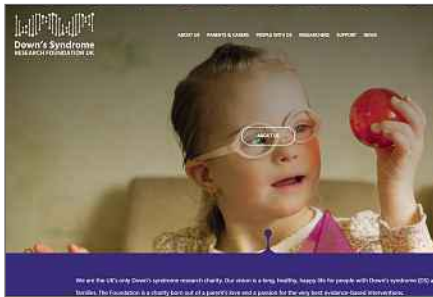 Down's Syndrome
RESEARCH FOUNDATION UK
ABOUT US PARENTS & CARERS PEOPLE WITH DS RESEARCHERS SUPPORT NEWS
ABOUT US
We are the UK's only Down's syndrome research charity. Our vision is a long, healthy, happy life for people with Down's syndrome (DS) a
families. The Foundation is a charity born out of a parent's love and a passion for the very best evidence-based interventions.